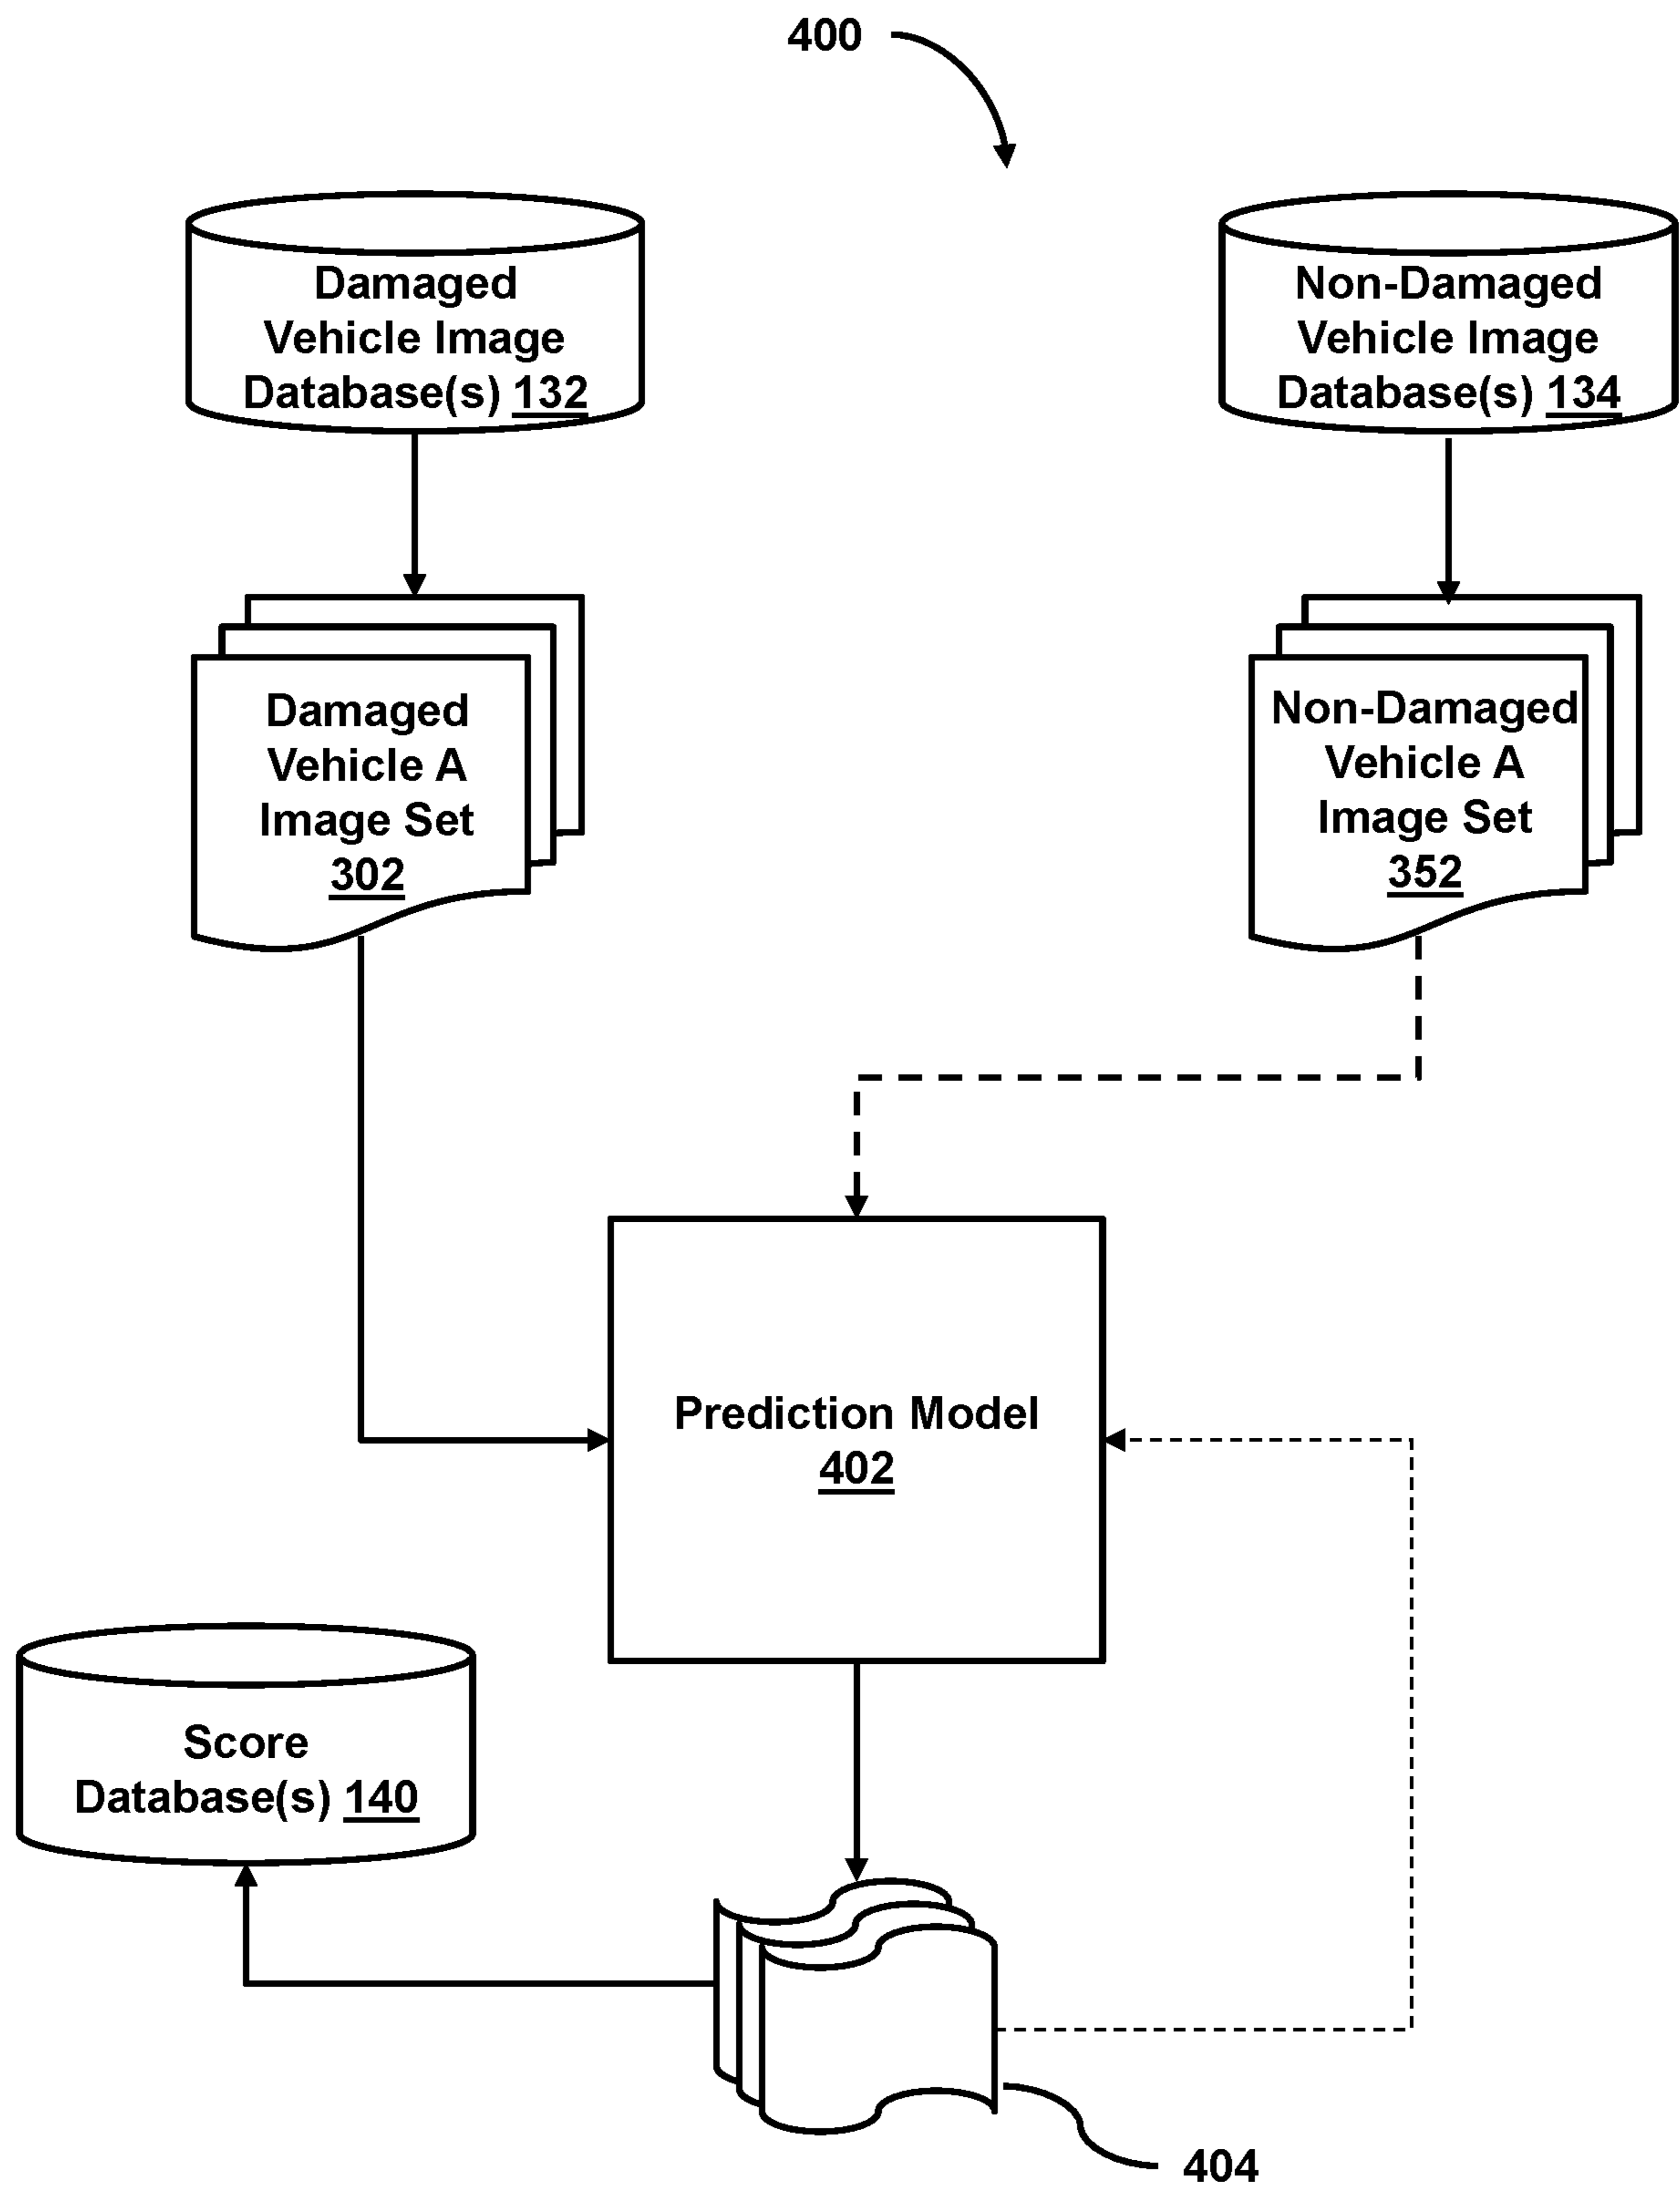 400
Damaged
Vehicle Image
Database(s) 132
Non-Damaged
Vehicle Image
Database(s) 134
Damaged
Vehicle A
Image Set
302
Non-Damaged
Vehicle A
Image Set
352
Prediction Model
402
Score
Database(s) 140
404